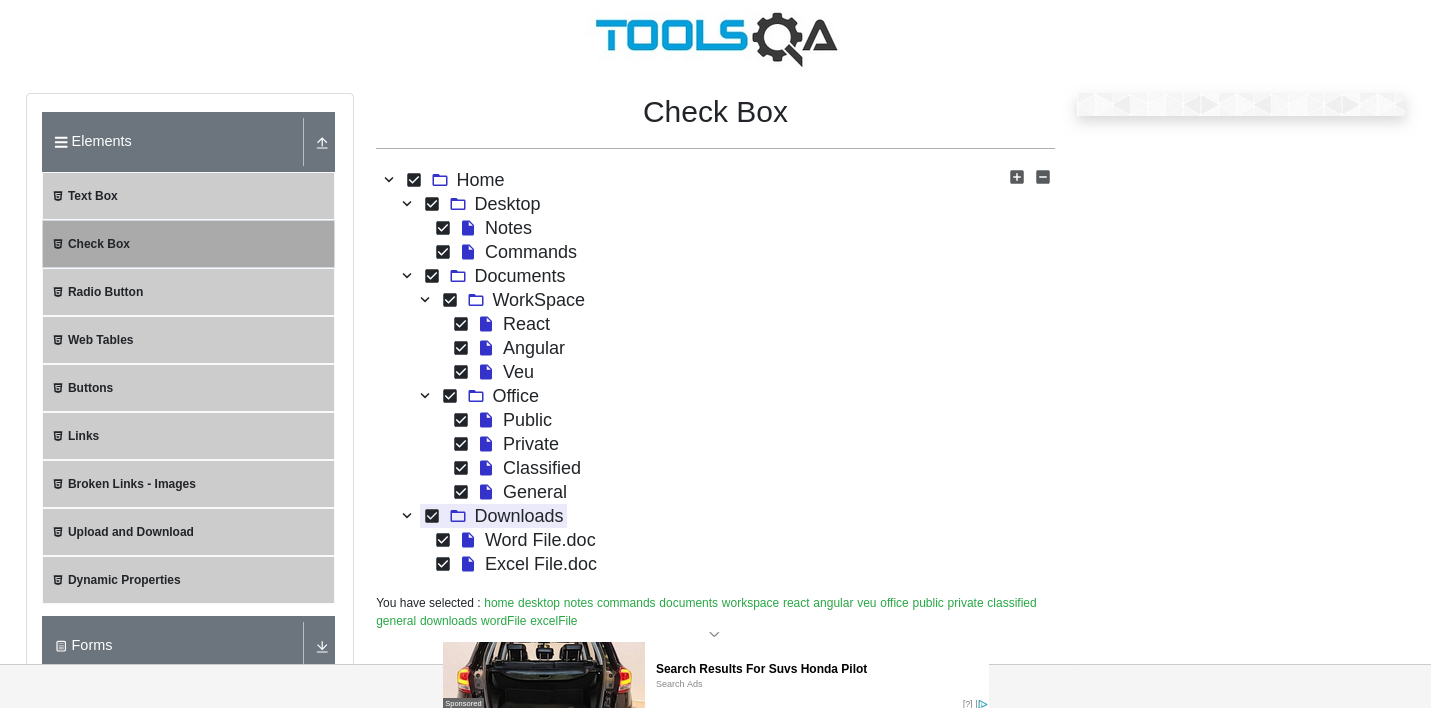 TOOLSQA
Elements
Text Box
Check Box
Radio Button
Web Tables
Buttons
Links
Broken Links - Images
Upload and Download
Dynamic Properties
Forms
Check Box
Home
Desktop
Notes
Commands
Documents
WorkSpace
React
Angular
Veu
Office
Public
Private
Classified
General
Downloads
Word File.doc
Excel File.doc
You have selected : home desktop notes commands documents workspace react angular veu office public private classified
general downloads wordFile excelFile
Search Results For Suvs Honda Pilot
Search Ads
Sponsored
[?]